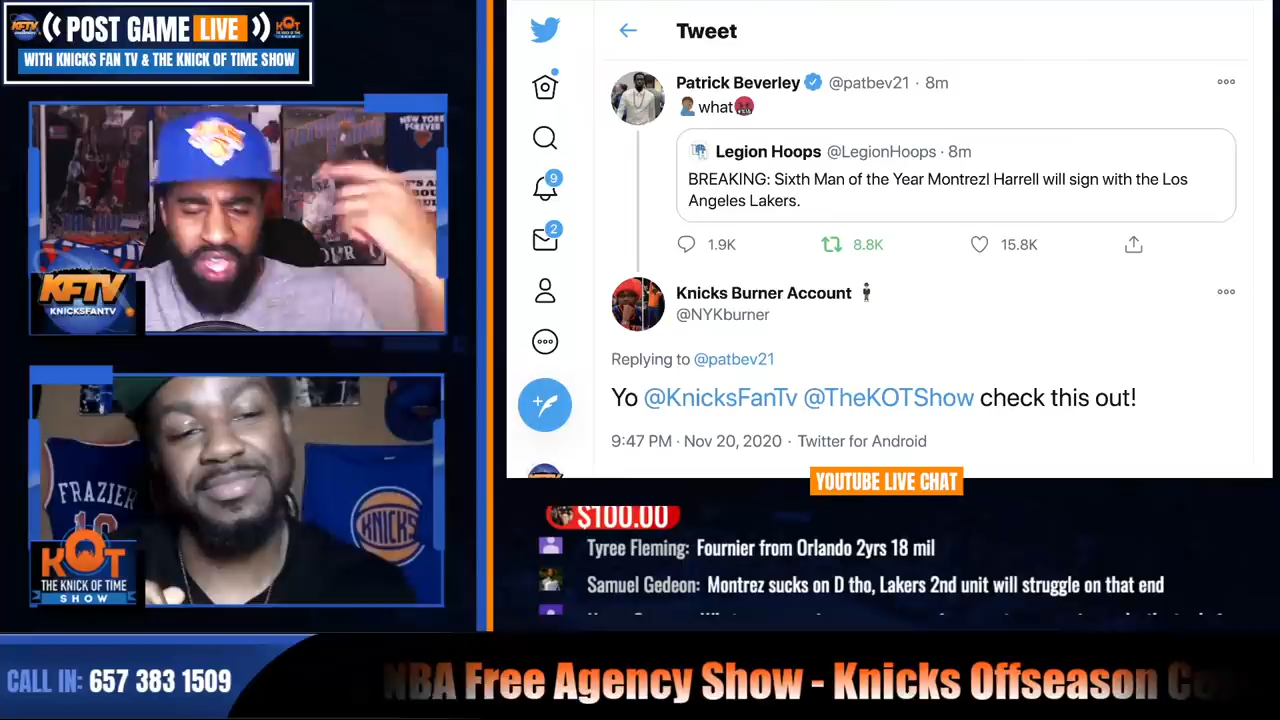 KFTV
POST GAME LIVE
KOT
WITH KNICKS FAN TV & THE KNICK OF TIME SHOW
NEW YORK
FOREVER
KFTV
KNICKSFANTV
FRAZIER
10
KNICKS
KOT
THE KNICK OF TIME
SHOW
Tweet
Patrick Beverley @patbev21 · 8m
what
Legion Hoops @LegionHoops · 8m
BREAKING: Sixth Man of the Year Montrezl Harrell will sign with the Los
Angeles Lakers.
1.9K 8.8K 15.8K
9
2
Knicks Burner Account
@NYKburner
Replying to @patbev21
Yo @KnicksFanTv @TheKOTShow check this out!
9:47 PM · Nov 20, 2020 · Twitter for Android
YOUTUBE LIVE CHAT
$100.00
Tyree Fleming: Fournier from Orlando 2yrs 18 mil
Samuel Gedeon: Montrez sucks on D tho, Lakers 2nd unit will struggle on that end
CALL IN: 657 383 1509
NBA Free Agency Show - Knicks Offseason